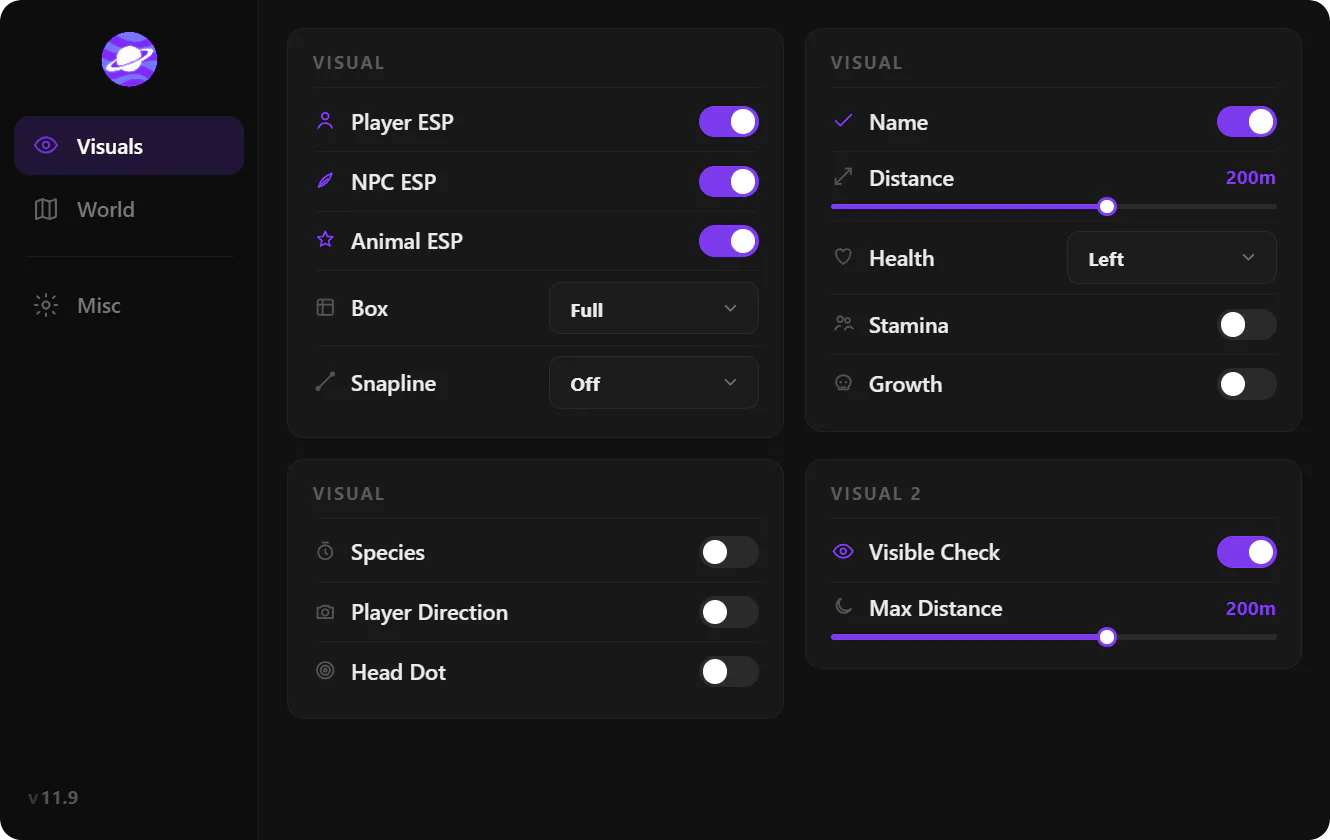 Visuals
World
Misc
v 11.9
VISUAL
Player ESP
NPC ESP
Animal ESP
Box Full
Snapline Off
VISUAL
Name
Distance 200m
Health Left
Stamina
Growth
VISUAL
Species
Player Direction
Head Dot
VISUAL 2
Visible Check
Max Distance 200m